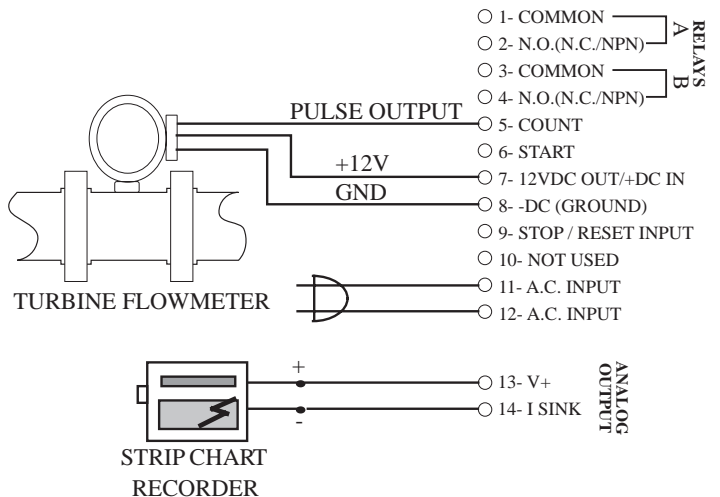 1- COMMON
2- N.O.(N.C./NPN)
A
RELAYS
3- COMMON
4- N.O.(N.C./NPN)
B
PULSE OUTPUT
5- COUNT
6- START
+12V
7- 12VDC OUT/+DC IN
GND
8- -DC (GROUND)
9- STOP / RESET INPUT
10- NOT USED
TURBINE FLOWMETER
11- A.C. INPUT
12- A.C. INPUT
+
13- V+
-
14- I SINK
ANALOG
OUTPUT
STRIP CHART
RECORDER